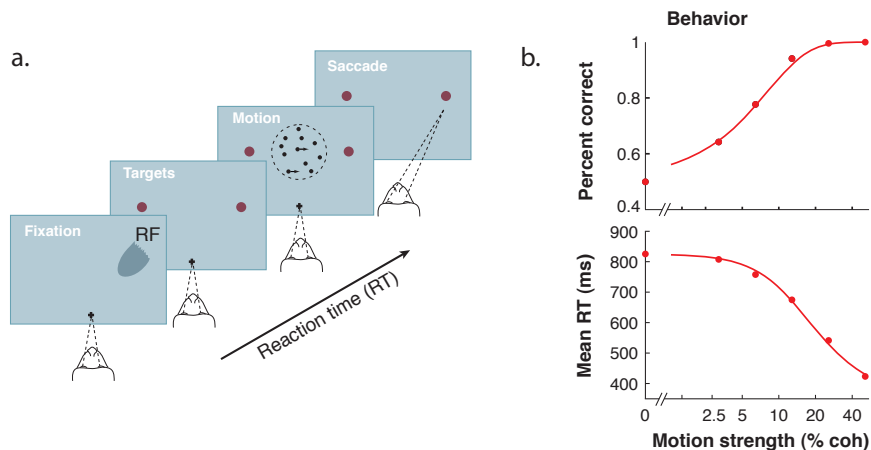 a.
Fixation
RF
Targets
Motion
Saccade
Reaction time (RT)
b.
Behavior
Percent correct
1
0.8
0.6
0.4
Mean RT (ms)
900
800
700
600
500
400
0 2.5 5 10 20 40
Motion strength (% coh)